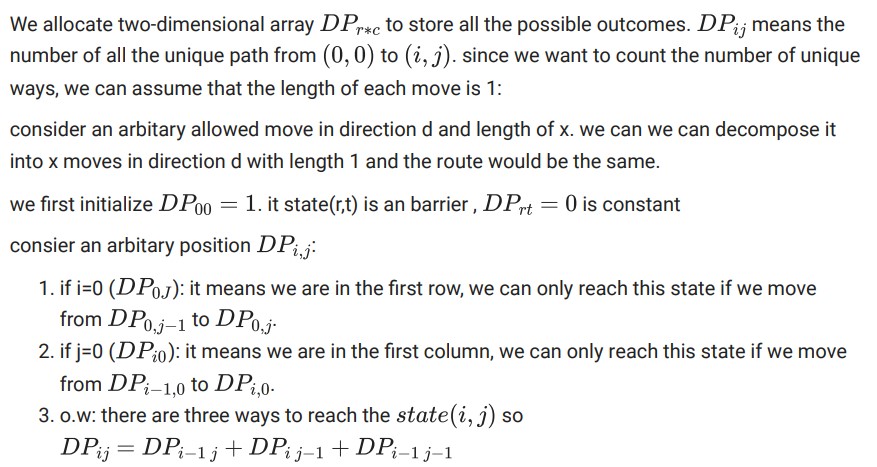 We allocate two-dimensional array $DP_{r*c}$ to store all the possible outcomes. $DP_{ij}$ means the
number of all the unique path from $(0,0)$ to $(i,j)$. since we want to count the number of unique
ways, we can assume that the length of each move is 1:
consider an arbitary allowed move in direction d and length of x. we can we can decompose it
into x moves in direction d with length 1 and the route would be the same.
we first initialize $DP_{00} = 1$. it state(r,t) is an barrier , $DP_{rt} = 0$ is constant
consier an arbitary position $DP_{i,j}$:
1. if i=0 ($DP_{0J}$): it means we are in the first row, we can only reach this state if we move
from $DP_{0,j-1}$ to $DP_{0,j}$.
2. if j=0 ($DP_{i0}$): it means we are in the first column, we can only reach this state if we move
from $DP_{i-1,0}$ to $DP_{i,0}$.
3. o.w: there are three ways to reach the $state(i,j)$ so
$DP_{ij} = DP_{i-1\,j} + DP_{i\,j-1} + DP_{i-1\,j-1}$